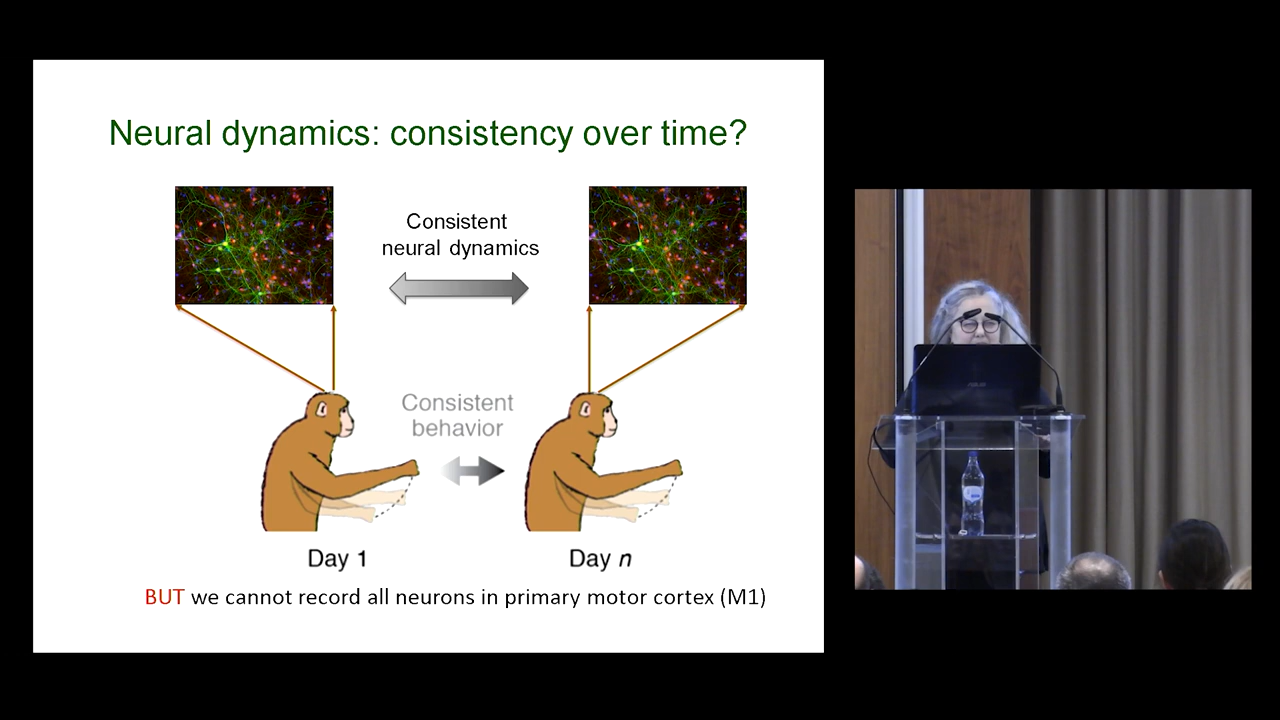 Neural dynamics: consistency over time?
Consistent
neural dynamics
Consistent
behavior
Day 1
Day n
BUT we cannot record all neurons in primary motor cortex (M1)